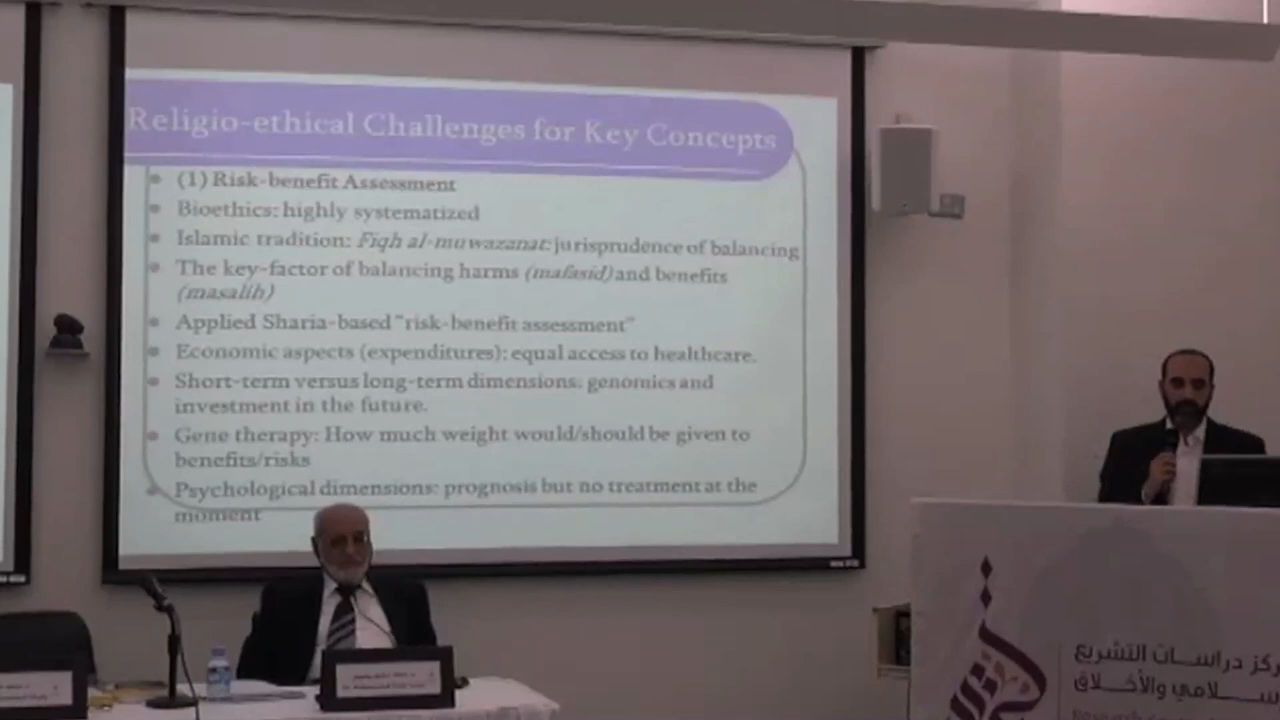 Religio-ethical Challenges for Key Concepts
(1) Risk-benefit Assessment
Bioethics: highly systematized
Islamic tradition: Fiqh al-muwazanat: jurisprudence of balancing
The key-factor of balancing harms (mafasid) and benefits
(masalih)
Applied Sharia-based "risk-benefit assessment"
Economic aspects (expenditures): equal access to healthcare.
Short-term versus long-term dimensions: genomics and
investment in the future.
Gene therapy: How much weight would/should be given to
benefits/risks
Psychological dimensions: prognosis but no treatment at the
moment
كز دراسات التشريع
سلامي والأخلاق